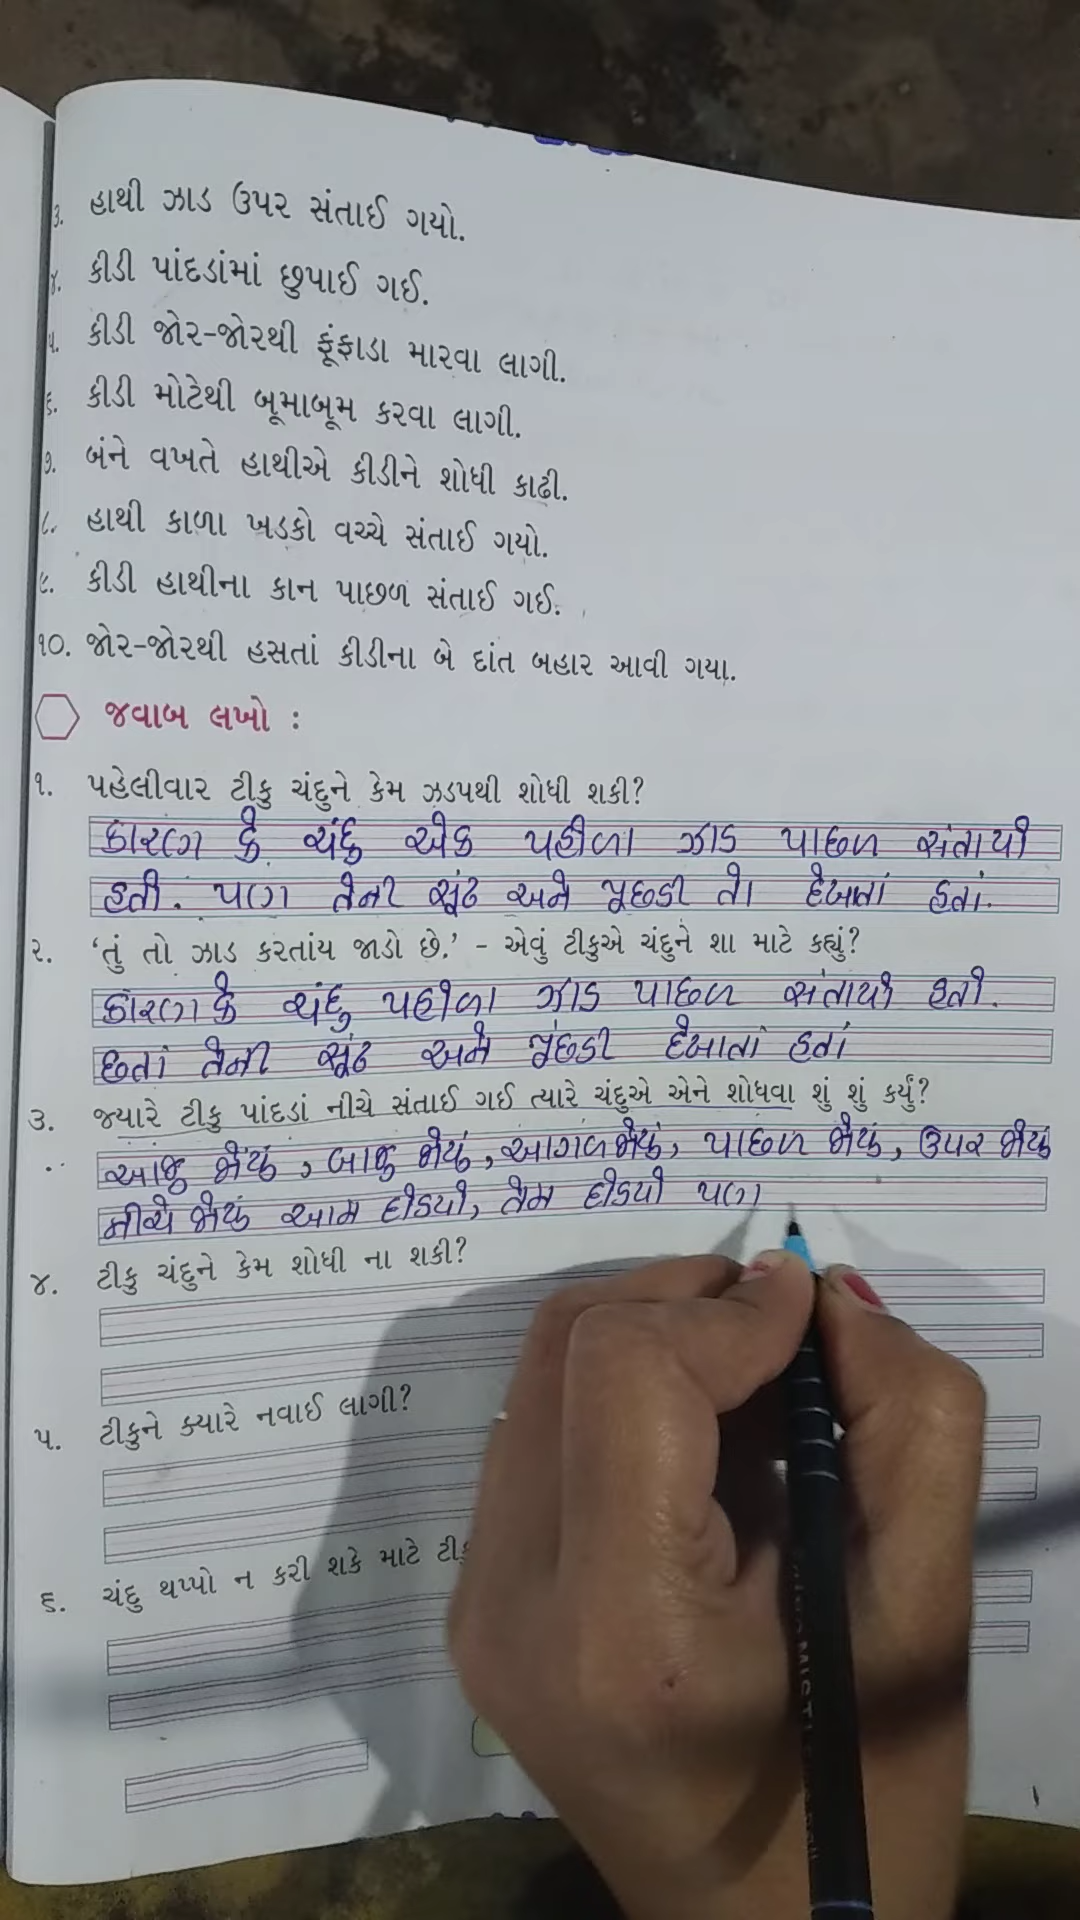 ૩. હાથી ઝાડ ઉપર સંતાઈ ગયો.
૪. કીડી પાંદડાંમાં છુપાઈ ગઈ.
૫. કીડી જોર-જોરથી ફૂંફાડા મારવા લાગી.
૬. કીડી મોટેથી બૂમાબૂમ કરવા લાગી.
૭. બંને વખતે હાથીએ કીડીને શોધી કાઢી.
૮. હાથી કાળા ખડકો વચ્ચે સંતાઈ ગયો.
૯. કીડી હાથીના કાન પાછળ સંતાઈ ગઈ.
૧૦. જોર-જોરથી હસતાં કીડીના બે દાંત બહાર આવી ગયા.
જવાબ લખો :
૧. પહેલીવાર ટીકુ ચંદુને કેમ ઝડપથી શોધી શકી?
કારણ કે ચંદુ એક પહોળા ઝાડ પાછળ સંતાયો
હતો. પણ તેની સૂંઢ અને પૂછડી તો દેખાતાં હતાં.
૨. ‘તું તો ઝાડ કરતાંય જાડો છે.’ - એવું ટીકુએ ચંદુને શા માટે કહ્યું?
કારણ કે ચંદુ પહોળા ઝાડ પાછળ સંતાયો હતો.
છતાં તેની સૂંઢ અને પૂંછડી દેખાતાં હતાં
૩. જ્યારે ટીકુ પાંદડાં નીચે સંતાઈ ગઈ ત્યારે ચંદુએ એને શોધવા શું શું કર્યું?
આજુ જોયું, બાજુ જોયું, આગળ જોયું, પાછળ જોયું, ઉપર જોયું
નીચે જોયું આમ દોડયો, તેમ દોડયો પણ
૪. ટીકુ ચંદુને કેમ શોધી ના શકી?
૫. ટીકુને ક્યારે નવાઈ લાગી?
૬. ચંદુ થપ્પો ન કરી શકે માટે